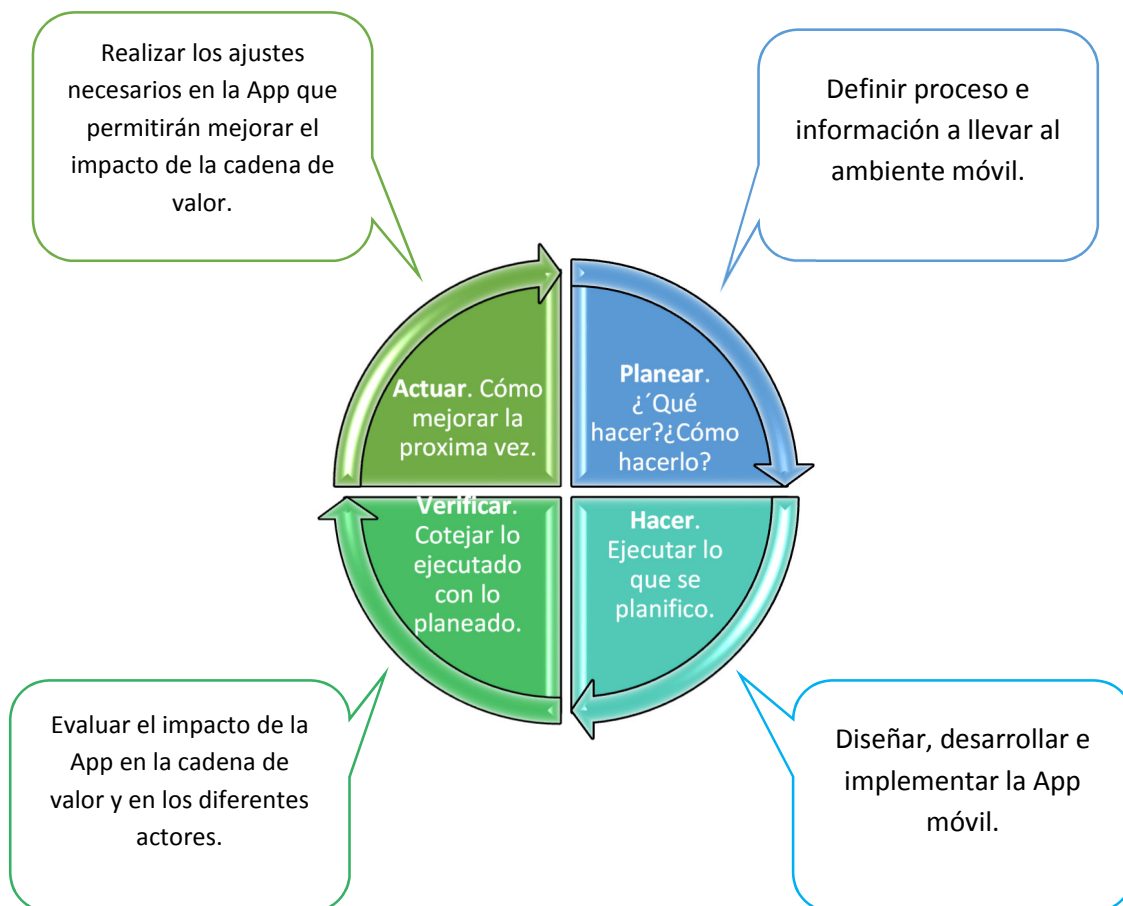 Realizar los ajustes
necesarios en la App que
permitirán mejorar el
impacto de la cadena de
valor.
Definir proceso e
información a llevar al
ambiente móvil.
Actuar. Cómo
mejorar la
proxima vez.
Planear.
¿´Qué
hacer?¿Cómo
hacerlo?
Verificar.
Cotejar lo
ejecutado
con lo
planeado.
Hacer.
Ejecutar lo
que se
planifico.
Evaluar el impacto de la
App en la cadena de
valor y en los diferentes
actores.
Diseñar, desarrollar e
implementar la App
móvil.